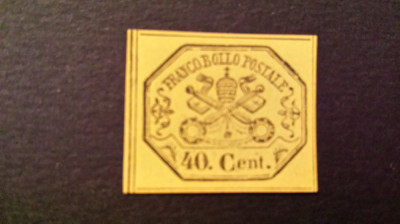 FRANCO BOLLO POSTALE
40. Cent.